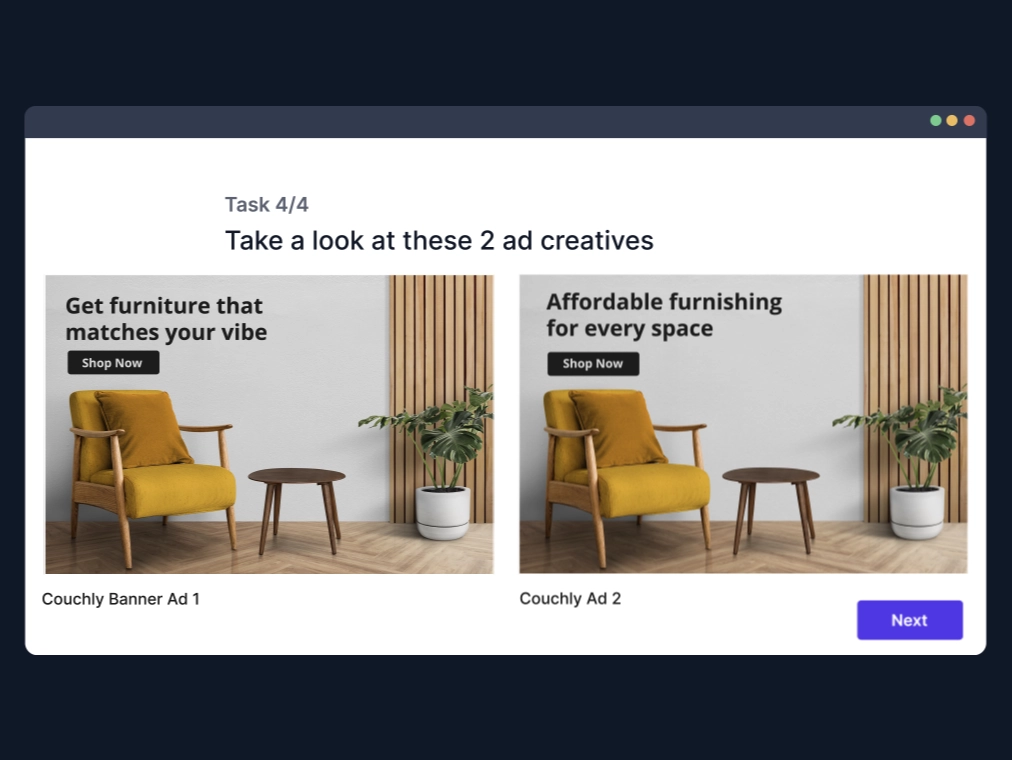 Task 4/4
Take a look at these 2 ad creatives
Get furniture that
matches your vibe
Shop Now
Affordable furnishing
for every space
Shop Now
Couchly Banner Ad 1
Couchly Ad 2
Next